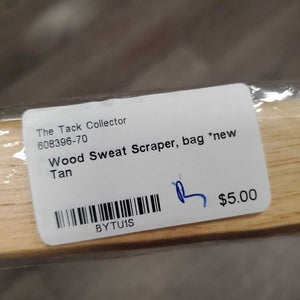 The Tack Collector
608396-70
Wood Sweat Scraper, bag *new
Tan
BYTU1S
$5.00